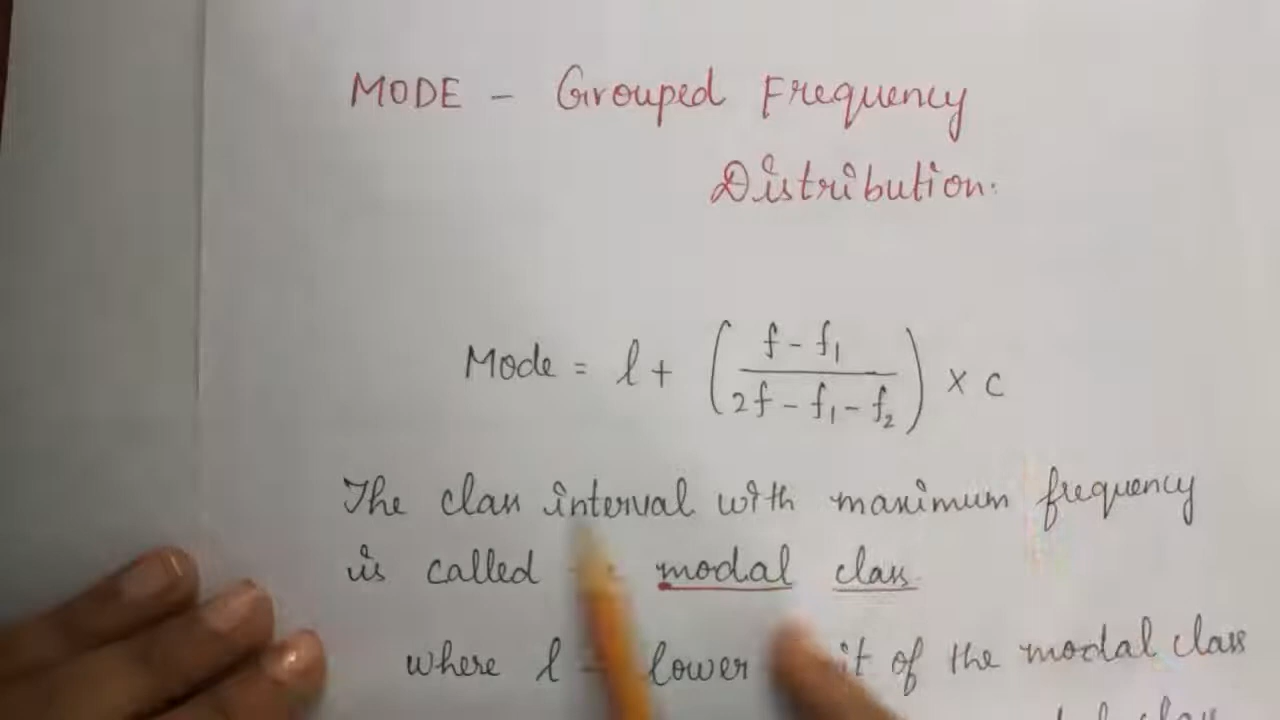 MODE - Grouped Frequency
Distribution.
Mode = l + ( f - f₁ / 2f - f₁ - f₂ ) × c
The class interval with maximum frequency
is called modal class
where l - lower of the modal class